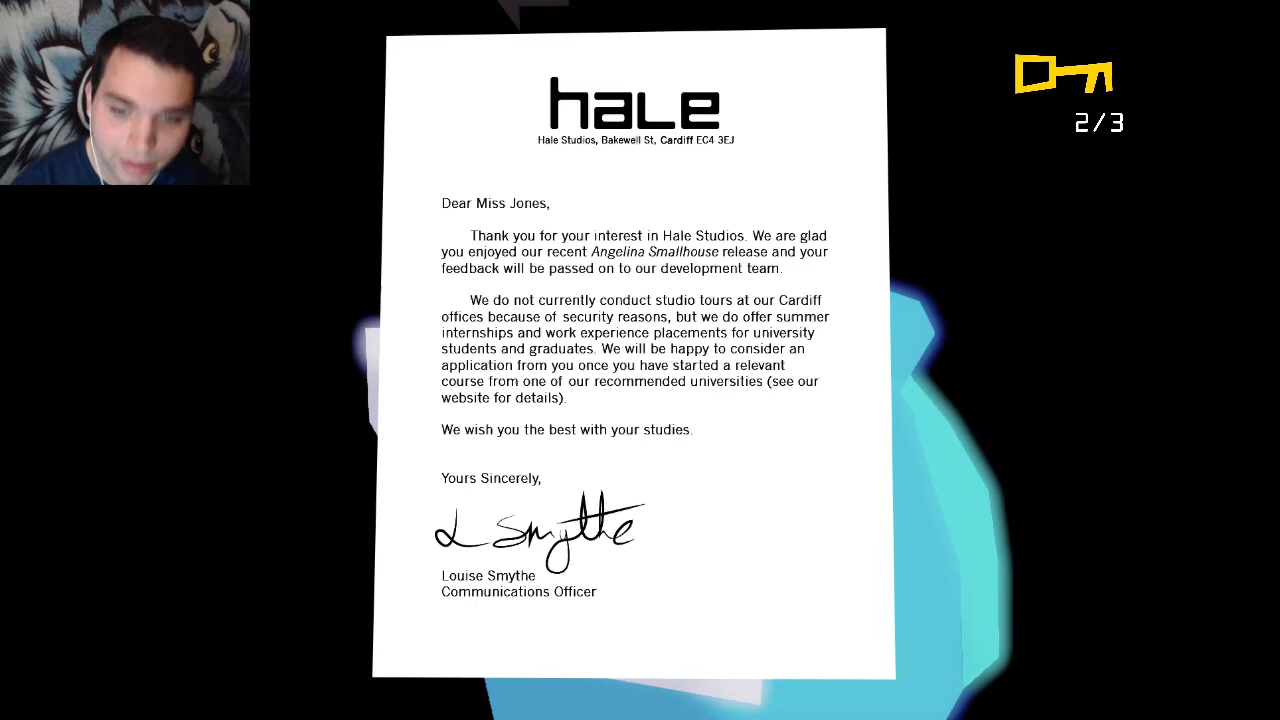 hale
Hale Studios, Bakewell St, Cardiff EC4 3EJ
2/3
Dear Miss Jones,
Thank you for your interest in Hale Studios. We are glad
you enjoyed our recent Angelina Smallhouse release and your
feedback will be passed on to our development team.
We do not currently conduct studio tours at our Cardiff
offices because of security reasons, but we do offer summer
internships and work experience placements for university
students and graduates. We will be happy to consider an
application from you once you have started a relevant
course from one of our recommended universities (see our
website for details).
We wish you the best with your studies.
Yours Sincerely,
L Smythe
Louise Smythe
Communications Officer